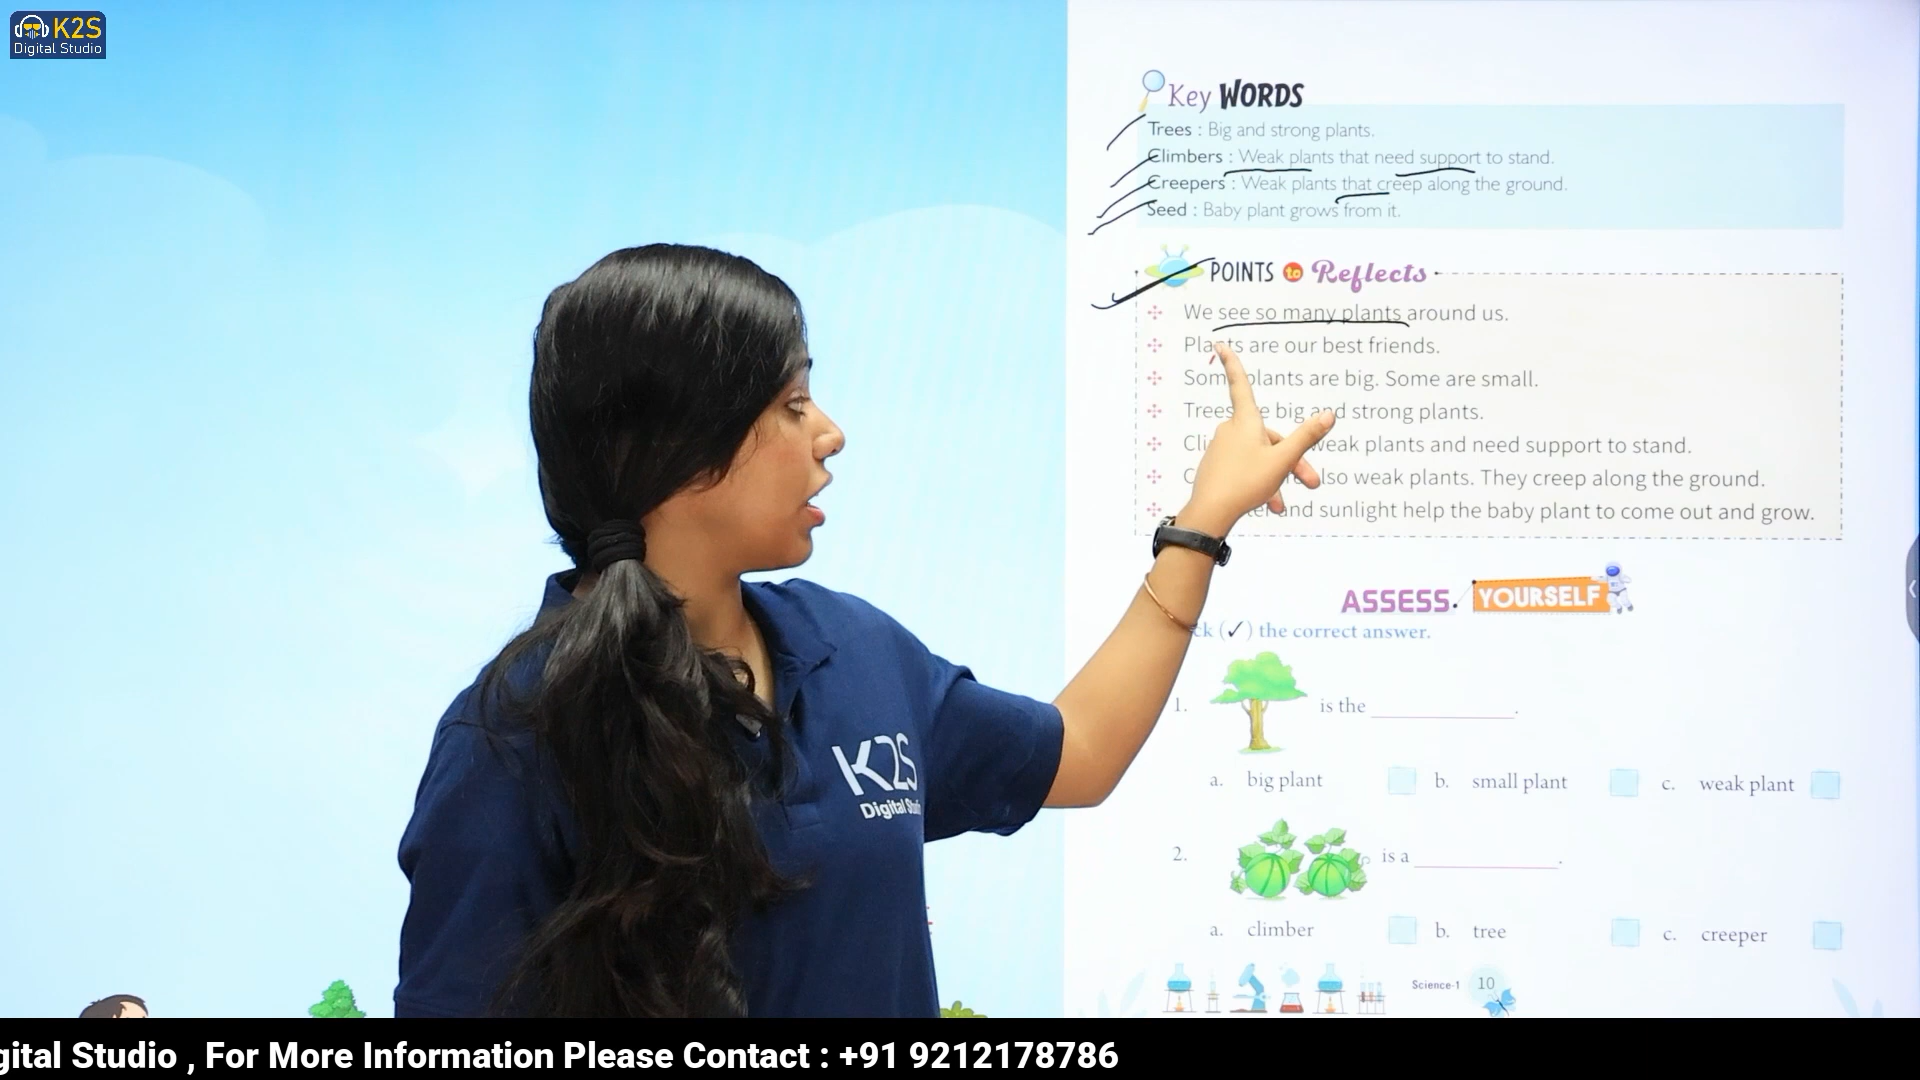 K2S
Digital Studio
Key WORDS
Trees : Big and strong plants.
Climbers : Weak plants that need support to stand.
Creepers : Weak plants that creep along the ground.
Seed : Baby plant grows from it.
POINTS to Reflects
We see so many plants around us.
Plants are our best friends.
Some plants are big. Some are small.
Trees big and strong plants.
weak plants and need support to stand.
also weak plants. They creep along the ground.
and sunlight help the baby plant to come out and grow.
ASSESS YOURSELF
(✓) the correct answer.
1. is the ____________.
a. big plant b. small plant c. weak plant
2. is a ____________.
a. climber b. tree c. creeper
Science-1 10
K2S
Digital
gital Studio , For More Information Please Contact : +91 9212178786